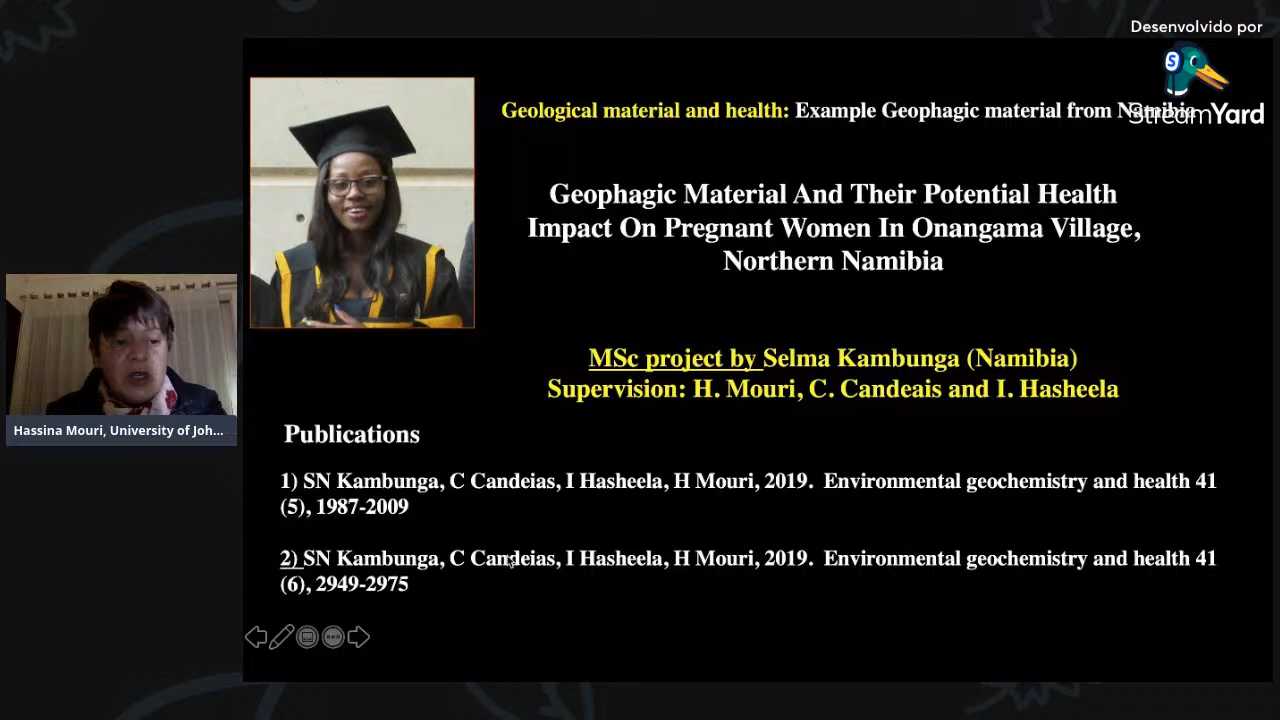 Desenvolvido por
StreamYard
Geological material and health: Example Geophagic material from Namibia
Geophagic Material And Their Potential Health
Impact On Pregnant Women In Onangama Village,
Northern Namibia
MSc project by Selma Kambunga (Namibia)
Supervision: H. Mouri, C. Candeais and I. Hasheela
Hassina Mouri, University of Joh...
Publications
1) SN Kambunga, C Candeias, I Hasheela, H Mouri, 2019. Environmental geochemistry and health 41
(5), 1987-2009
2) SN Kambunga, C Candeias, I Hasheela, H Mouri, 2019. Environmental geochemistry and health 41
(6), 2949-2975